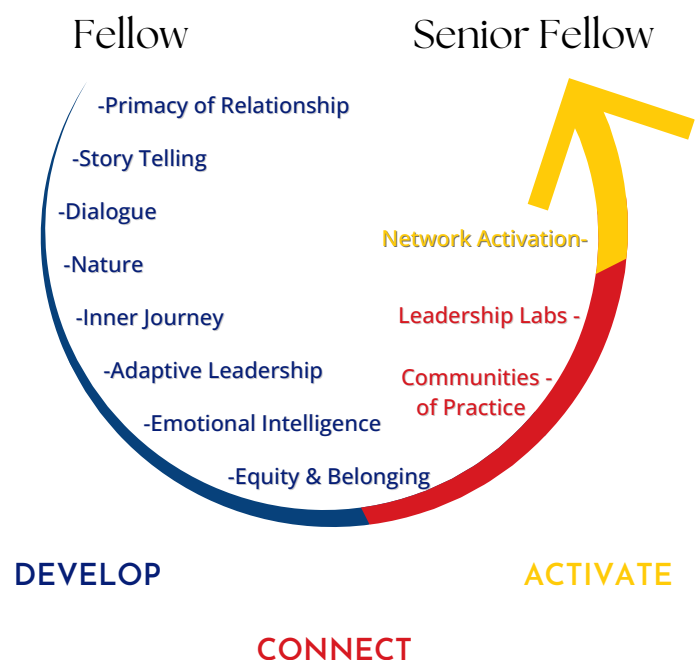 Fellow
Senior Fellow
-Primacy of Relationship
-Story Telling
-Dialogue
-Nature
-Inner Journey
-Adaptive Leadership
-Emotional Intelligence
-Equity & Belonging
Network Activation-
Leadership Labs -
Communities -
of Practice
DEVELOP
ACTIVATE
CONNECT